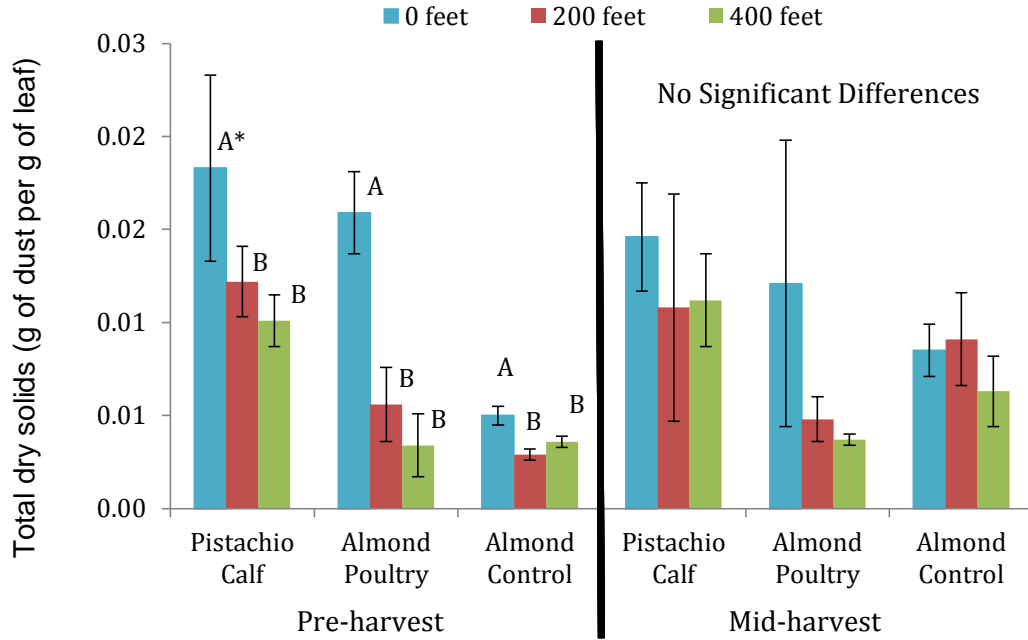 0 feet 200 feet 400 feet
Total dry solids (g of dust per g of leaf)
0.03
0.02
0.02
0.01
0.01
0.00
No Significant Differences
A*
B
B
A
B
B
A
B
B
Pistachio Calf
Almond Poultry
Almond Control
Pistachio Calf
Almond Poultry
Almond Control
Pre-harvest
Mid-harvest